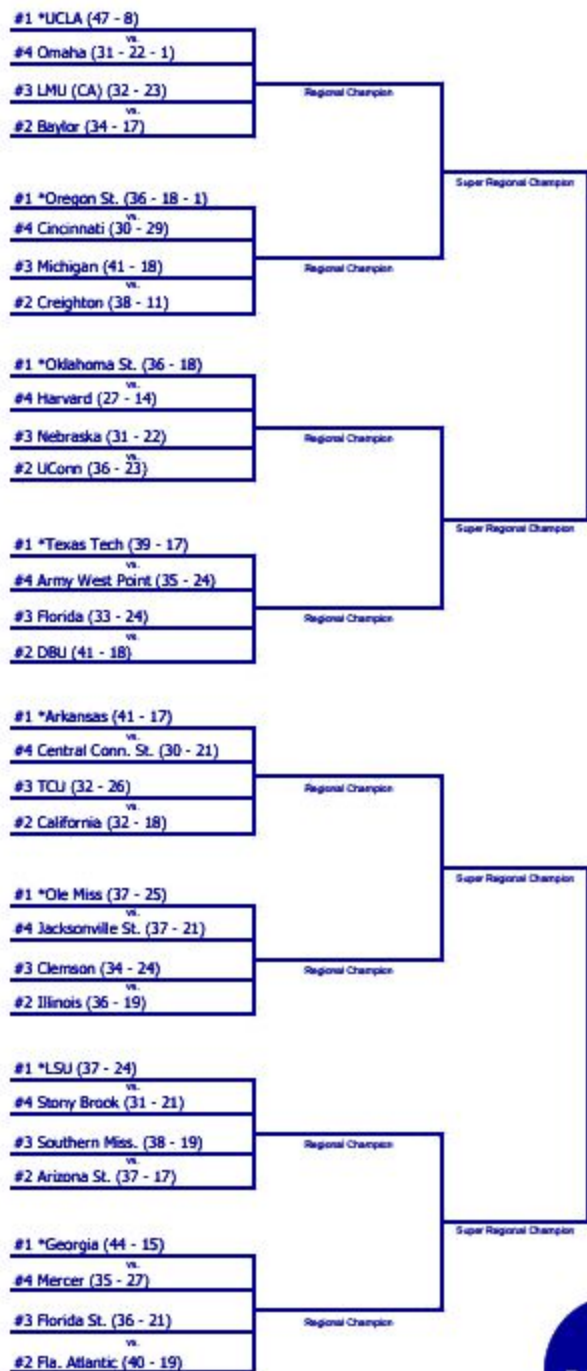 #1 *UCLA (47 - 8)
vs.
#4 Omaha (31 - 22 - 1)
#3 LMU (CA) (32 - 23)
vs.
#2 Baylor (34 - 17)
Regional Champion
Super Regional Champion
#1 *Oregon St. (36 - 18 - 1)
vs.
#4 Cincinnati (30 - 29)
#3 Michigan (41 - 18)
vs.
#2 Creighton (38 - 11)
Regional Champion
#1 *Oklahoma St. (36 - 18)
vs.
#4 Harvard (27 - 14)
#3 Nebraska (31 - 22)
vs.
#2 UConn (36 - 23)
Regional Champion
Super Regional Champion
#1 *Texas Tech (39 - 17)
vs.
#4 Army West Point (35 - 24)
#3 Florida (33 - 24)
vs.
#2 DBU (41 - 18)
Regional Champion
#1 *Arkansas (41 - 17)
vs.
#4 Central Conn. St. (30 - 21)
#3 TCU (32 - 26)
vs.
#2 California (32 - 18)
Regional Champion
Super Regional Champion
#1 *Ole Miss (37 - 25)
vs.
#4 Jacksonville St. (37 - 21)
#3 Clemson (34 - 24)
vs.
#2 Illinois (36 - 19)
Regional Champion
#1 *LSU (37 - 24)
vs.
#4 Stony Brook (31 - 21)
#3 Southern Miss. (38 - 19)
vs.
#2 Arizona St. (37 - 17)
Regional Champion
Super Regional Champion
#1 *Georgia (44 - 15)
vs.
#4 Mercer (35 - 27)
#3 Florida St. (36 - 21)
vs.
#2 Fla. Atlantic (40 - 19)
Regional Champion